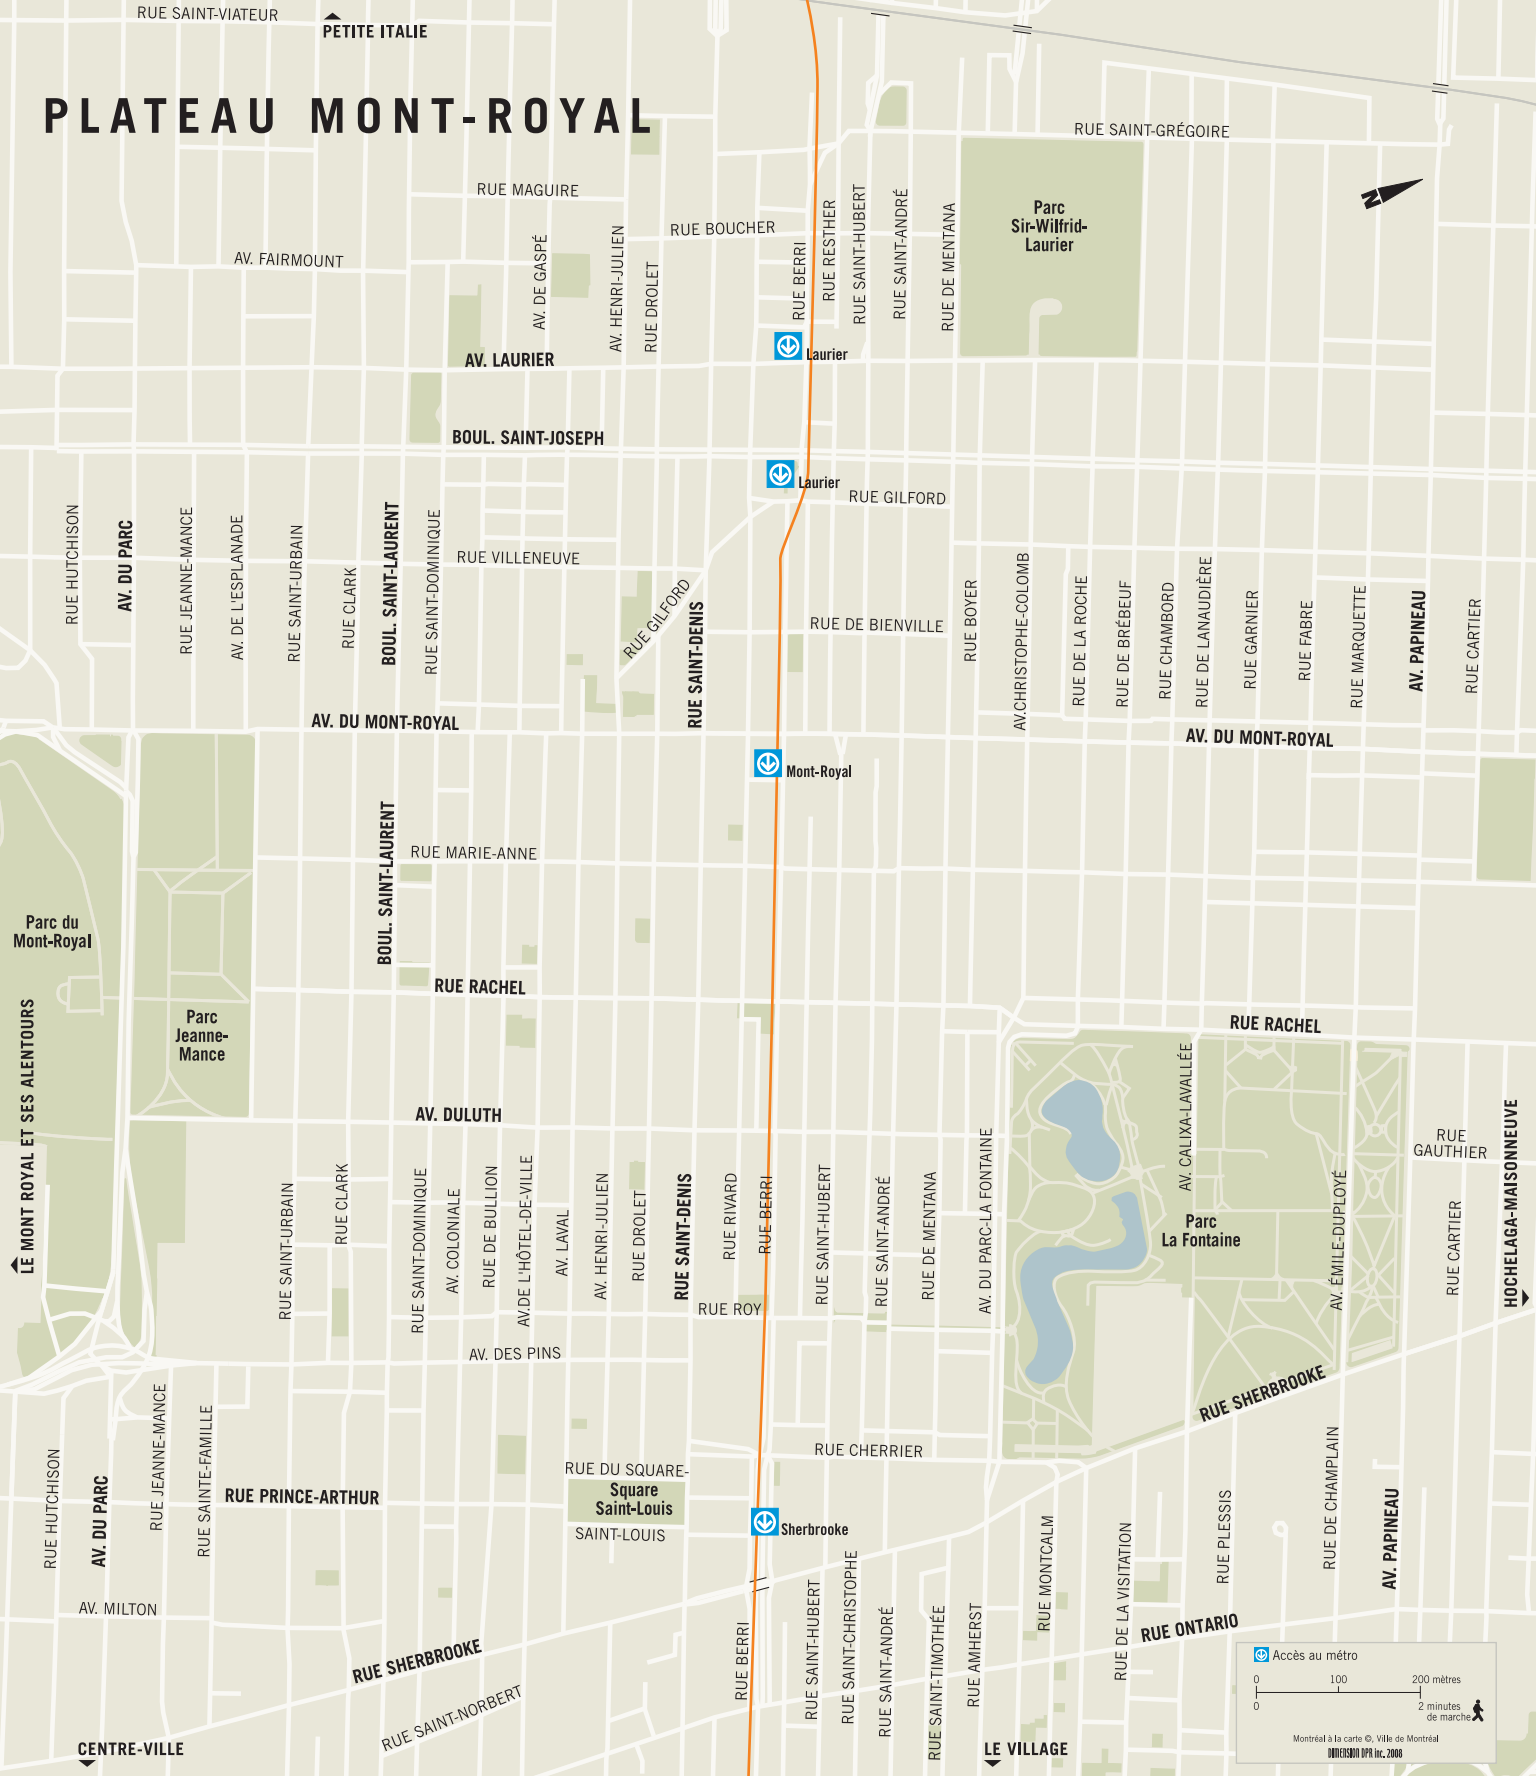 RUE SAINT-VIATEUR
PETITE ITALIE
PLATEAU MONT-ROYAL
RUE SAINT-GRÉGOIRE
RUE MAGUIRE
N
RUE BOUCHER
AV. FAIRMOUNT
AV. DE GASPÉ
AV. HENRI-JULIEN
RUE DROLET
RUE BERRI
RUE RESTHER
RUE SAINT-HUBERT
RUE SAINT-ANDRÉ
RUE DE MENTANA
Parc
Sir-Wilfrid-
Laurier
AV. LAURIER
Laurier
BOUL. SAINT-JOSEPH
Laurier
RUE GILFORD
RUE HUTCHISON
AV. DU PARC
RUE JEANNE-MANCE
AV. DE L'ESPLANADE
RUE SAINT-URBAIN
RUE CLARK
BOUL. SAINT-LAURENT
RUE SAINT-DOMINIQUE
RUE VILLENEUVE
RUE GILFORD
RUE SAINT-DENIS
RUE DE BIENVILLE
RUE BOYER
AV.CHRISTOPHE-COLOMB
RUE DE LA ROCHE
RUE DE BRÉBEUF
RUE CHAMBORD
RUE DE LANAUDIÈRE
RUE GARNIER
RUE FABRE
RUE MARQUETTE
AV. PAPINEAU
RUE CARTIER
AV. DU MONT-ROYAL
AV. DU MONT-ROYAL
Mont-Royal
BOUL. SAINT-LAURENT
RUE MARIE-ANNE
Parc du
Mont-Royal
RUE RACHEL
Parc
Jeanne-
Mance
RUE RACHEL
LE MONT ROYAL ET SES ALENTOURS
AV. DULUTH
AV. CALIXA-LAVALLÉE
RUE
GAUTHIER
HOCHELAGA-MAISONNEUVE
RUE SAINT-URBAIN
RUE CLARK
RUE SAINT-DOMINIQUE
AV. COLONIALE
RUE DE BULLION
AV.DE L'HÔTEL-DE-VILLE
AV. LAVAL
AV. HENRI-JULIEN
RUE DROLET
RUE SAINT-DENIS
RUE RIVARD
RUE BERRI
RUE SAINT-HUBERT
RUE SAINT-ANDRÉ
RUE DE MENTANA
AV. DU PARC-LA FONTAINE
Parc
La Fontaine
AV. ÉMILE-DUPLOYÉ
RUE CARTIER
RUE ROY
AV. DES PINS
RUE SHERBROOKE
RUE HUTCHISON
AV. DU PARC
RUE JEANNE-MANCE
RUE SAINTE-FAMILLE
RUE PRINCE-ARTHUR
RUE CHERRIER
RUE DU SQUARE-
Square
Saint-Louis
SAINT-LOUIS
Sherbrooke
RUE MONTCALM
RUE DE LA VISITATION
RUE PLESSIS
RUE DE CHAMPLAIN
AV. PAPINEAU
AV. MILTON
RUE SHERBROOKE
RUE SAINT-NORBERT
RUE BERRI
RUE SAINT-HUBERT
RUE SAINT-CHRISTOPHE
RUE SAINT-ANDRÉ
RUE SAINT-TIMOTHÉE
RUE AMHERST
RUE ONTARIO
CENTRE-VILLE
LE VILLAGE
Accès au métro
0 100 200 mètres
0 2 minutes
de marche
Montréal à la carte ©, Ville de Montréal
DIMENSION DPR inc. 2008